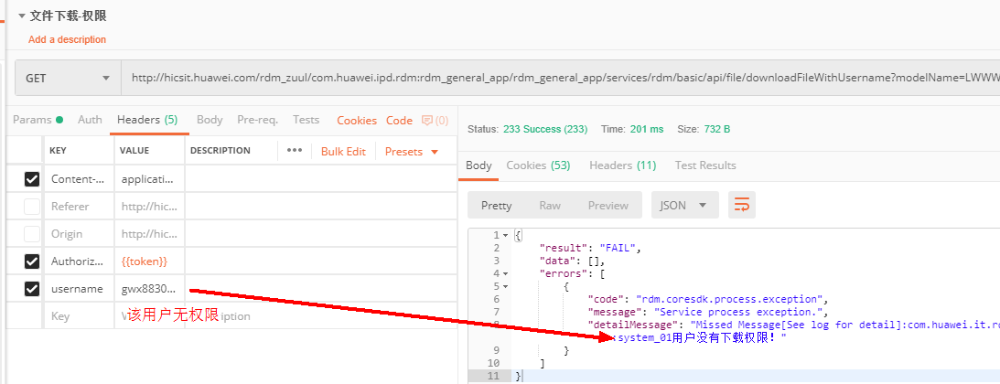 文件下载-权限
Add a description
GET
http://hicsit.huawei.com/rdm_zuul/com.huawei.ipd.rdm:rdm_general_app/rdm_general_app/services/rdm/basic/api/file/downloadFileWithUsername?modelName=LWWW
Params Auth Headers (5) Body Pre-req. Tests Cookies Code (0)
Status: 233 Success (233) Time: 201 ms Size: 732 B
KEY VALUE DESCRIPTION ••• Bulk Edit Presets
Body Cookies (53) Headers (11) Test Results
Content-... applicati...
Referer http://hic...
Origin http://hic...
Authoriz... {{token}}
username gwx8830...
Key
该用户无权限
Pretty Raw Preview JSON
1 {
2 "result": "FAIL",
3 "data": [],
4 "errors": [
5 {
6 "code": "rdm.coresdk.process.exception",
7 "message": "Service process exception.",
"detailMessage": "Missed Message[See log for detail]:com.huawei.it.r
:system_01用户没有下载权限! "
9 }
10 ]
11 }